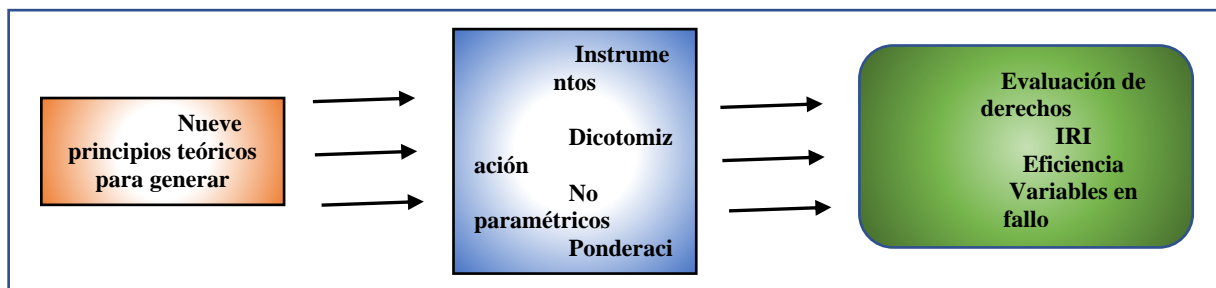 Nueve
principios teóricos
para generar
Instrume
ntos
Dicotomiz
ación
No
paramétricos
Ponderaci
Evaluación de
derechos
IRI
Eficiencia
Variables en
fallo